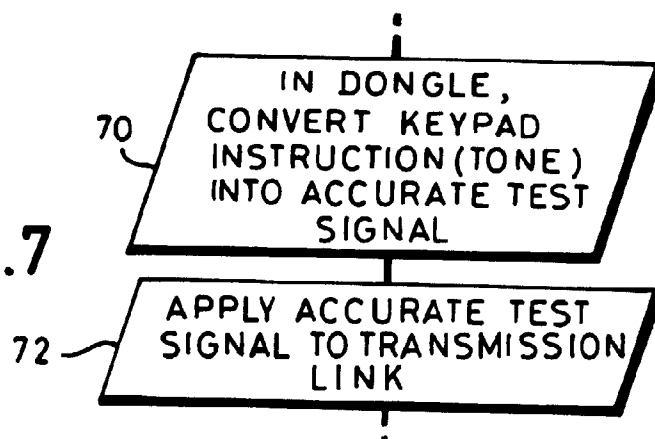 IN DONGLE,
CONVERT KEYPAD
INSTRUCTION (TONE)
INTO ACCURATE TEST
SIGNAL
70
.7
APPLY ACCURATE TEST
SIGNAL TO TRANSMISSION
LINK
72